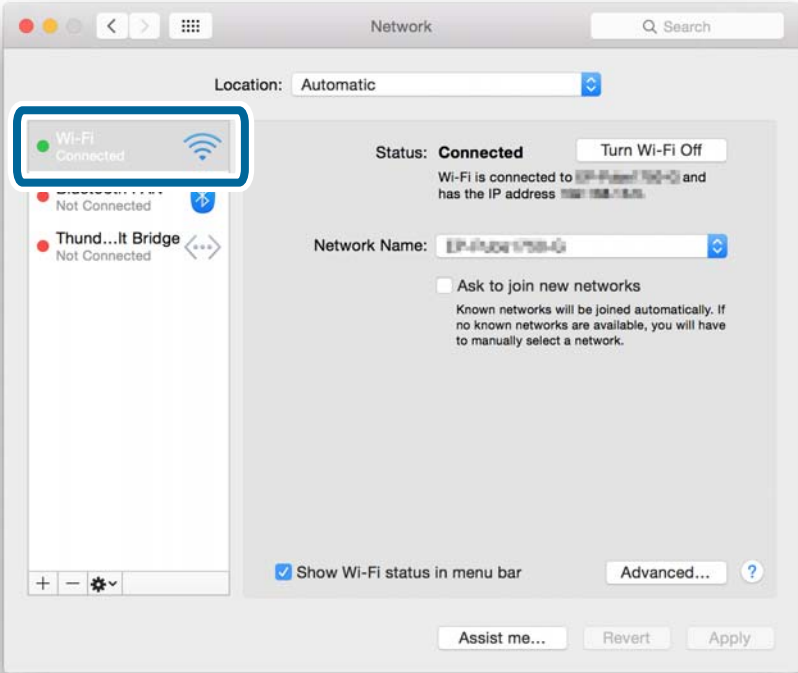 Network
Search
Location: Automatic
Wi-Fi
Connected
Not Connected
Thund...lt Bridge
Not Connected
Status: Connected
Turn Wi-Fi Off
Wi-Fi is connected to and
has the IP address
Network Name:
Ask to join new networks
Known networks will be joined automatically. If
no known networks are available, you will have
to manually select a network.
Show Wi-Fi status in menu bar
Advanced...
?
Assist me...
Revert
Apply